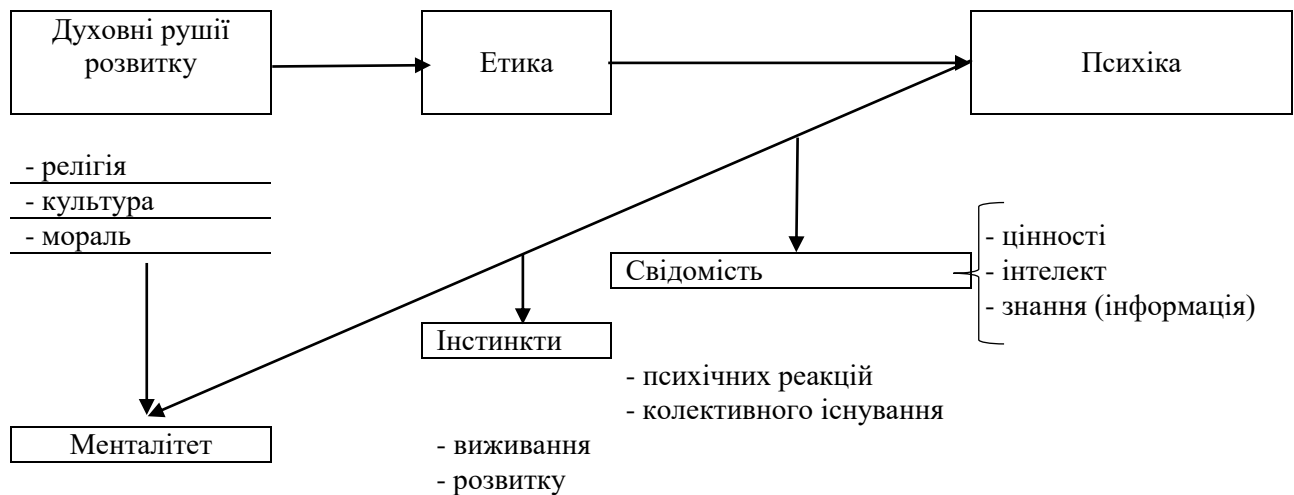 Духовні рушії
розвитку
Етика
Психіка
- релігія
- культура
- мораль
- цінності
Свідомість
- інтелект
- знання (інформація)
Інстинкти
- психічних реакцій
- колективного існування
Менталітет
- виживання
- розвитку